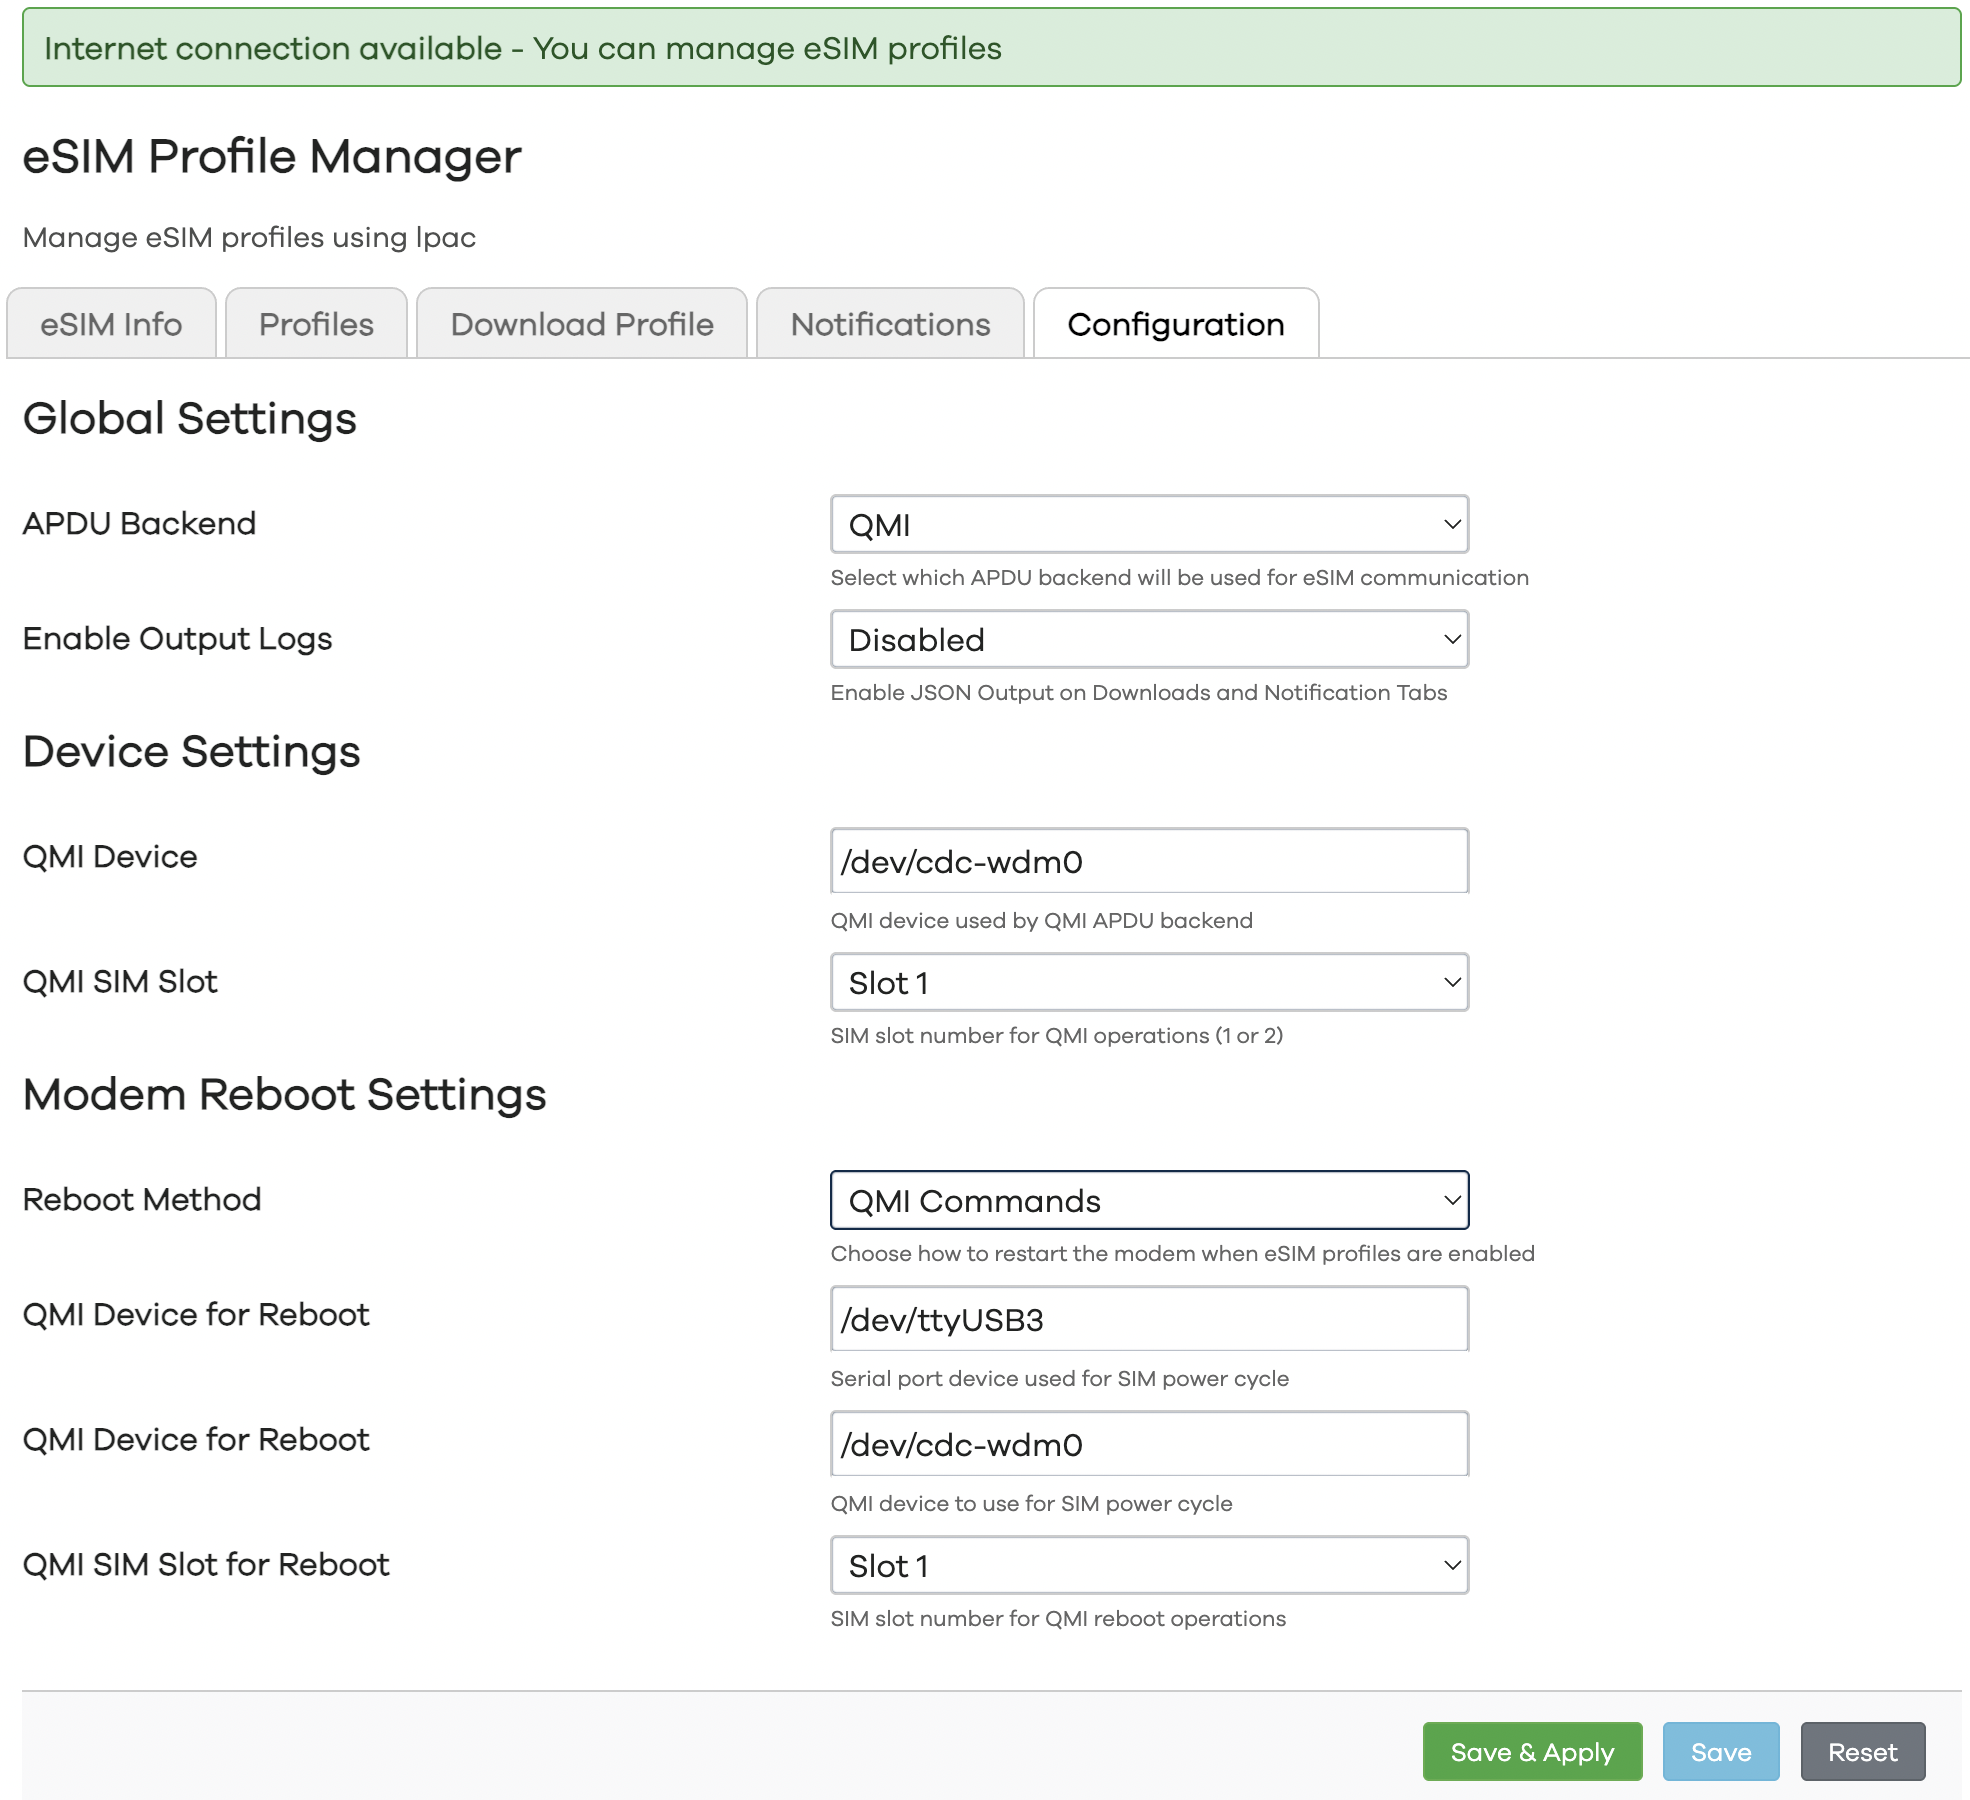 Internet connection available - You can manage eSIM profiles
eSIM Profile Manager
Manage eSIM profiles using lpac
eSIM Info
Profiles
Download Profile
Notifications
Configuration
Global Settings
APDU Backend
QMI
Select which APDU backend will be used for eSIM communication
Enable Output Logs
Disabled
Enable JSON Output on Downloads and Notification Tabs
Device Settings
QMI Device
/dev/cdc-wdm0
QMI device used by QMI APDU backend
QMI SIM Slot
Slot 1
SIM slot number for QMI operations (1 or 2)
Modem Reboot Settings
Reboot Method
QMI Commands
Choose how to restart the modem when eSIM profiles are enabled
QMI Device for Reboot
/dev/ttyUSB3
Serial port device used for SIM power cycle
QMI Device for Reboot
/dev/cdc-wdm0
QMI device to use for SIM power cycle
QMI SIM Slot for Reboot
Slot 1
SIM slot number for QMI reboot operations
Save & Apply
Save
Reset